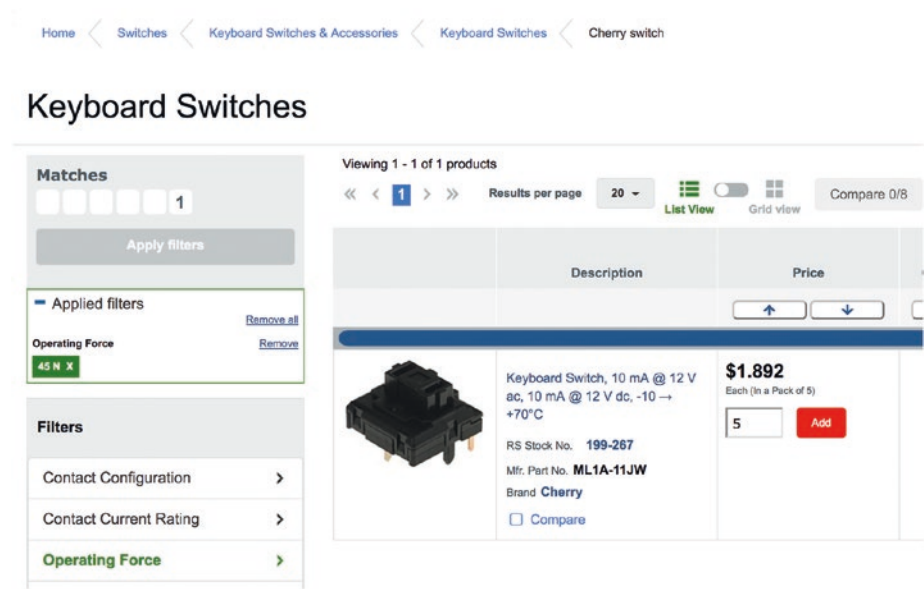 Home Switches Keyboard Switches & Accessories Keyboard Switches Cherry switch
Keyboard Switches
Matches
1
Apply filters
Applied filters
Remove all
Operating Force Remove
45 N X
Filters
Contact Configuration
Contact Current Rating
Operating Force
Viewing 1 - 1 of 1 products
« < 1 > » Results per page 20 List View Grid view Compare 0/8
Description Price
Keyboard Switch, 10 mA @ 12 V
ac, 10 mA @ 12 V dc, -10 →
+70°C
RS Stock No. 199-267
Mfr. Part No. ML1A-11JW
Brand Cherry
Compare
$1.892
Each (In a Pack of 5)
5 Add